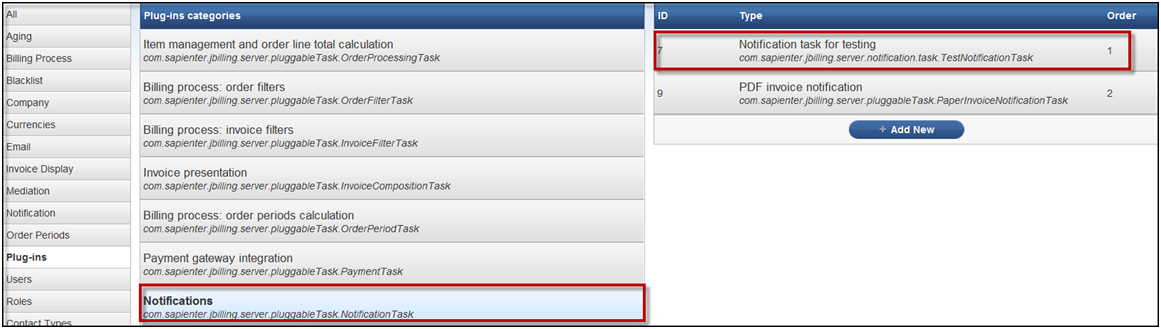 All
Aging
Billing Process
Blacklist
Company
Currencies
Email
Invoice Display
Mediation
Notification
Order Periods
Plug-ins
Users
Roles
Contact Types
Plug-ins categories
Item management and order line total calculation
com.sapienter.jbilling.server.pluggableTask.OrderProcessingTask
Billing process: order filters
com.sapienter.jbilling.server.pluggableTask.OrderFilterTask
Billing process: invoice filters
com.sapienter.jbilling.server.pluggableTask.InvoiceFilterTask
Invoice presentation
com.sapienter.jbilling.server.pluggableTask.InvoiceCompositionTask
Billing process: order periods calculation
com.sapienter.jbilling.server.pluggableTask.OrderPeriodTask
Payment gateway integration
com.sapienter.jbilling.server.pluggableTask.PaymentTask
Notifications
com.sapienter.jbilling.server.pluggableTask.NotificationTask
ID Type Order
7 Notification task for testing 1
com.sapienter.jbilling.server.notification.task.TestNotificationTask
9 PDF invoice notification 2
com.sapienter.jbilling.server.pluggableTask.PaperInvoiceNotificationTask
+ Add New